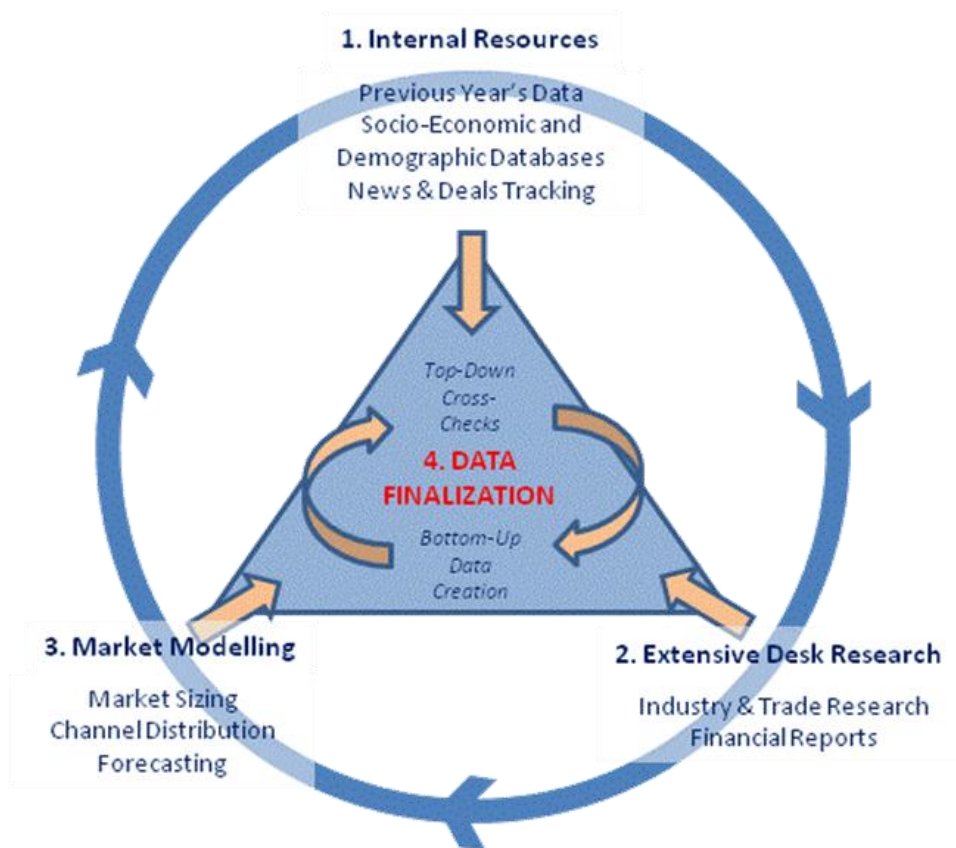 1. Internal Resources
Previous Year's Data
Socio-Economic and
Demographic Databases
News & Deals Tracking
Top-Down
Cross-
Checks
4. DATA
FINALIZATION
Bottom-Up
Data
Creation
3. Market Modelling
Market Sizing
Channel Distribution
Forecasting
2. Extensive Desk Research
Industry & Trade Research
Financial Reports